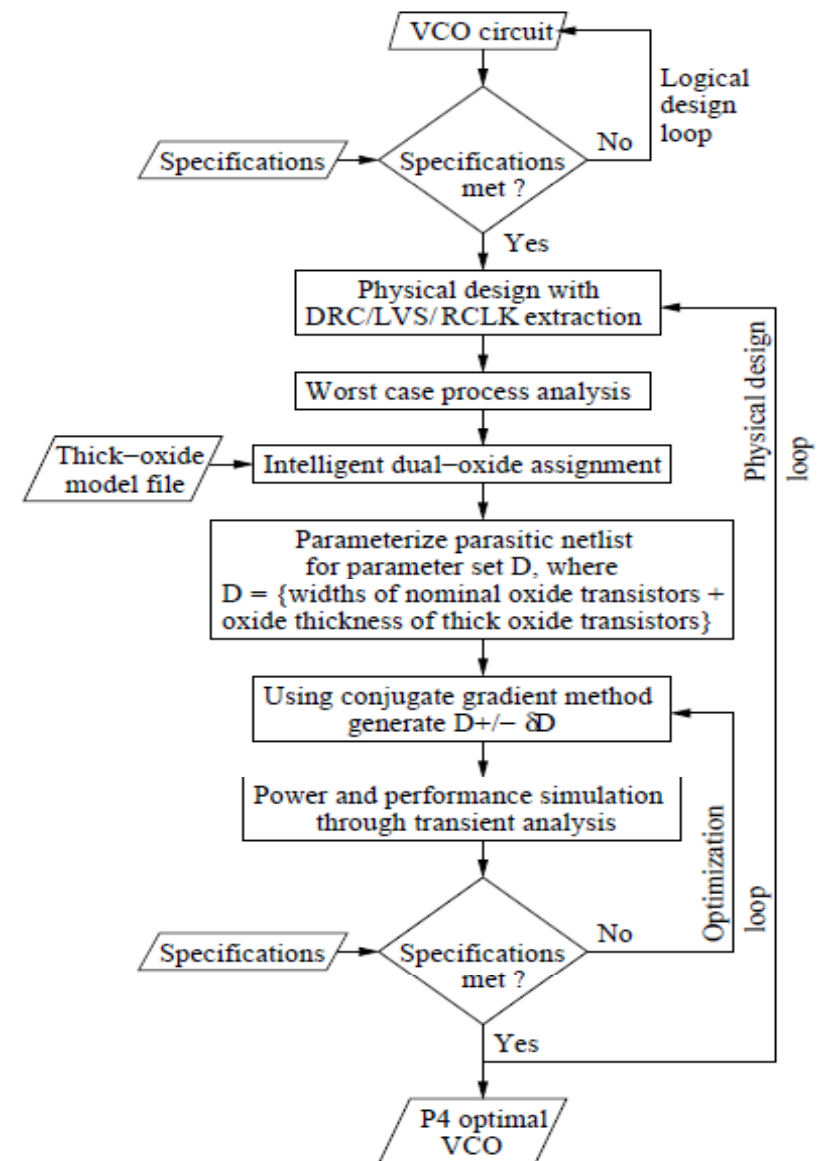 VCO circuit
Logical
design
loop
No
Specifications
Specifications
met ?
Yes
Physical design with
DRC/LVS/RCLK extraction
Worst case process analysis
Physical design
loop
Thick−oxide
model file
Intelligent dual−oxide assignment
Parameterize parasitic netlist
for parameter set D, where
D = {widths of nominal oxide transistors +
oxide thickness of thick oxide transistors}
Using conjugate gradient method
generate D+/− δD
Power and performance simulation
through transient analysis
Optimization
loop
No
Specifications
Specifications
met ?
Yes
P4 optimal
VCO